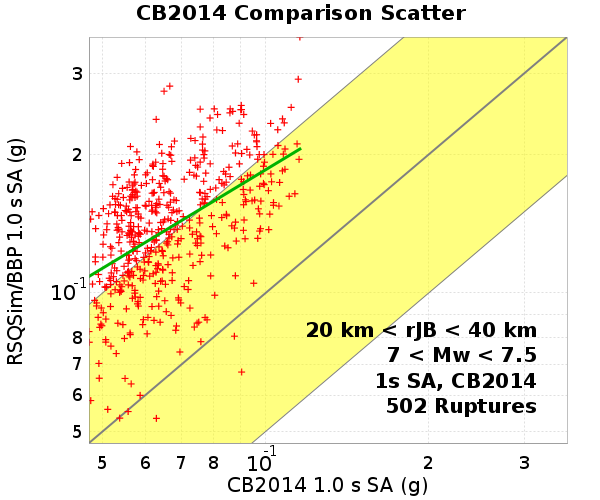 CB2014 Comparison Scatter
RSQSim/BBP 1.0 s SA (g)
3
2
10-1
8
7
6
5
20 km < rJB < 40 km
7 < Mw < 7.5
1s SA, CB2014
502 Ruptures
5 6 7 8 10-1 2 3
CB2014 1.0 s SA (g)